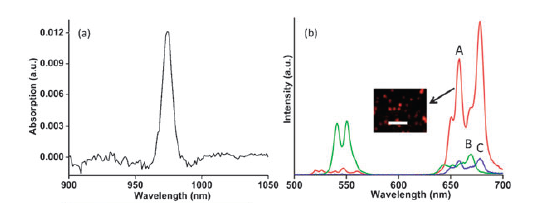 (a)
0.012
0.009
0.006
0.003
0.000
Absorption (a.u.)
900
950
1000
1050
Wavelength (nm)
(b)
A
B
C
Intensity (a.u.)
500
550
600
650
700
Wavelength (nm)